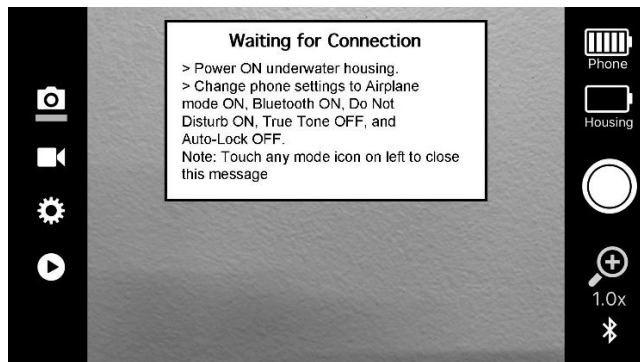 Waiting for Connection
> Power ON underwater housing.
> Change phone settings to Airplane
mode ON, Bluetooth ON, Do Not
Disturb ON, True Tone OFF, and
Auto-Lock OFF.
Note: Touch any mode icon on left to close
this message
Phone
Housing
1.0x